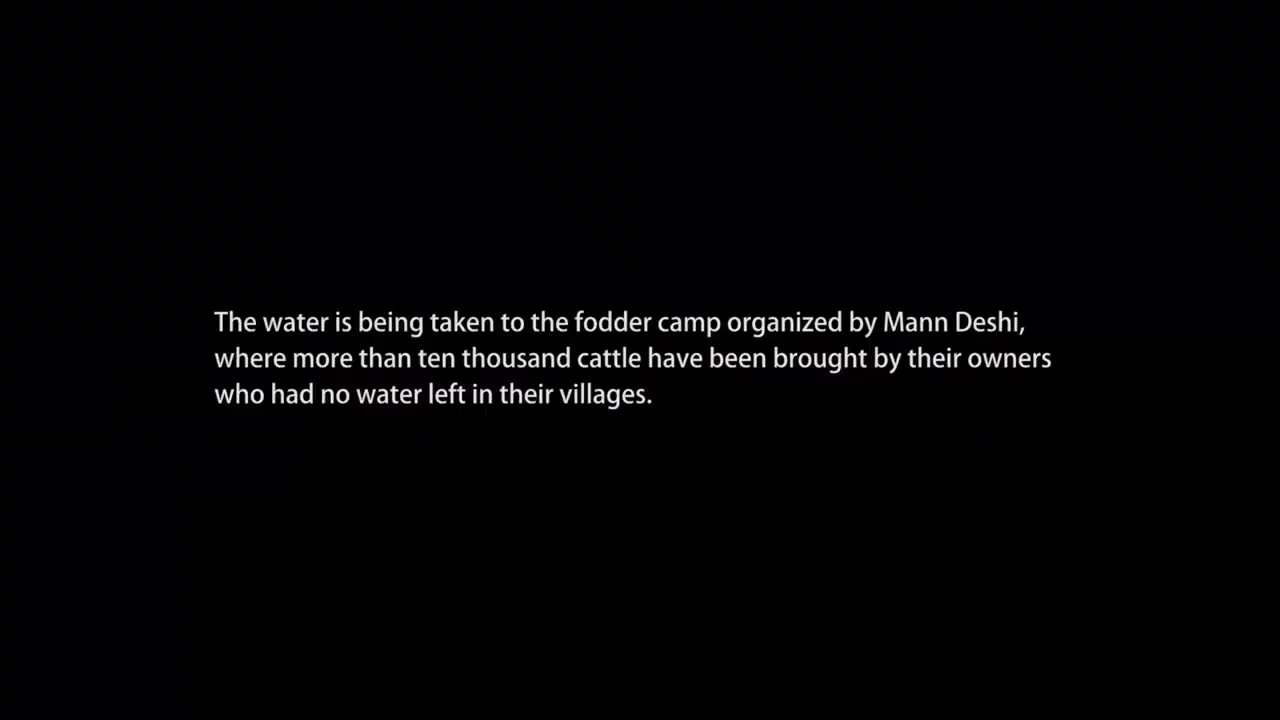 The water is being taken to the fodder camp organized by Mann Deshi,
where more than ten thousand cattle have been brought by their owners
who had no water left in their villages.